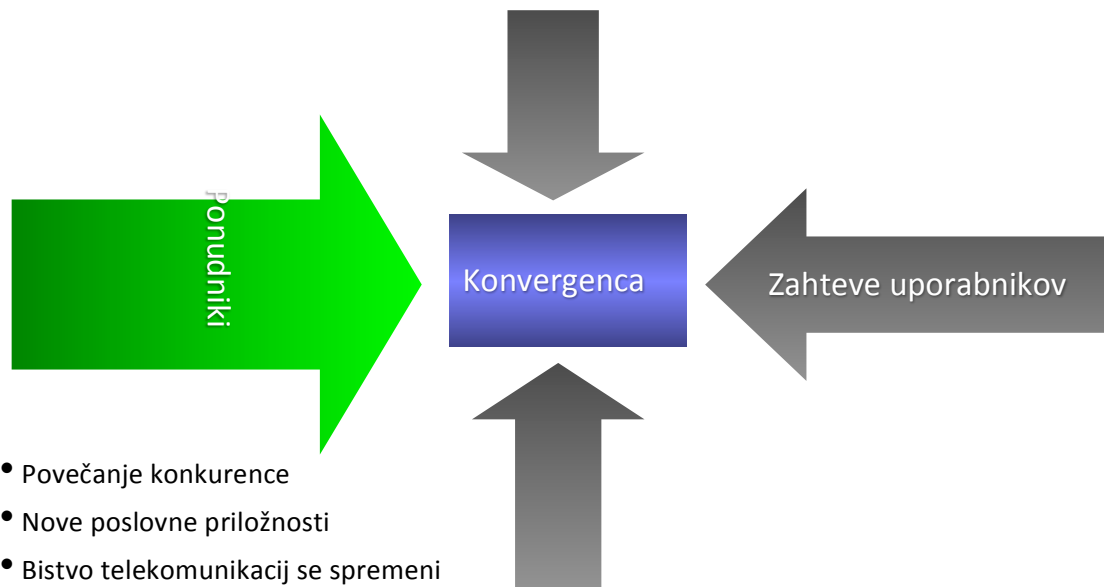 Ponudniki
Konvergenca
Zahteve uporabnikov
• Povečanje konkurence
• Nove poslovne priložnosti
• Bistvo telekomunikacij se spremeni